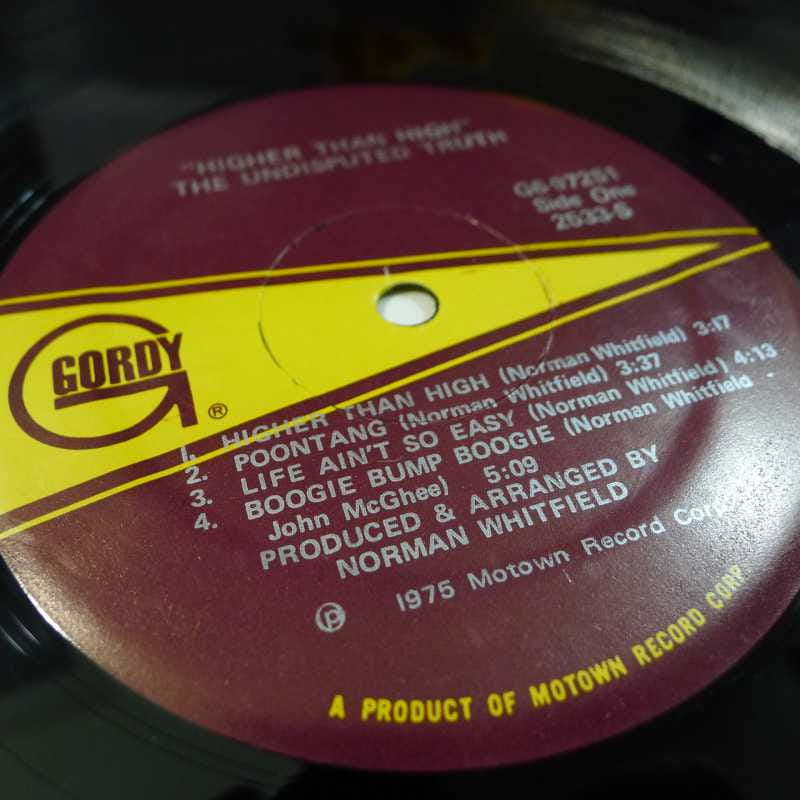 "HIGHER THAN HIGH"
THE UNDISPUTED TRUTH
G6-972S1
Side One
2533-S
GORDY
®
1. HIGHER THAN HIGH (Norman Whitfield) 3:17
2. POONTANG (Norman Whitfield) 3:37
3. LIFE AIN'T SO EASY (Norman Whitfield) 4:13
4. BOOGIE BUMP BOOGIE (Norman Whitfield -
John McGhee) 5:09
PRODUCED & ARRANGED BY
NORMAN WHITFIELD
℗ 1975 Motown Record Corp.
A PRODUCT OF MOTOWN RECORD CORP.